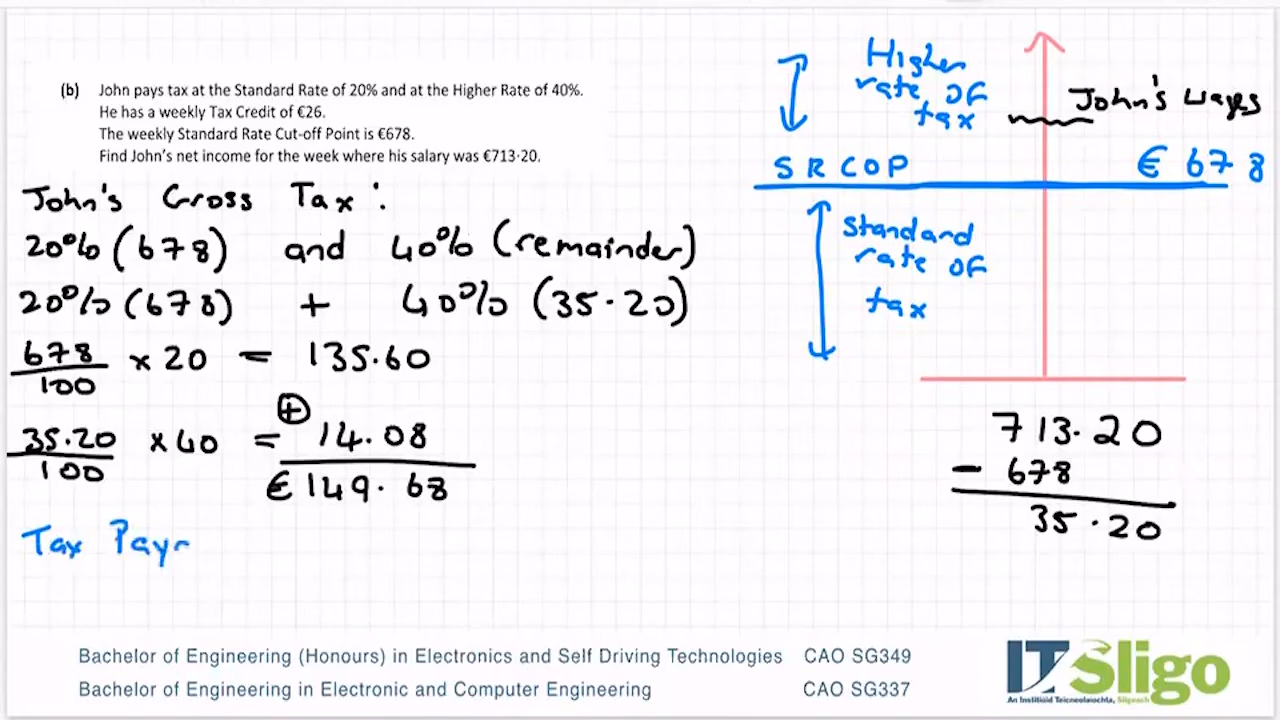 (b) John pays tax at the Standard Rate of 20% and at the Higher Rate of 40%.
He has a weekly Tax Credit of €26.
The weekly Standard Rate Cut-off Point is €678.
Find John's net income for the week where his salary was €713·20.
John's Gross Tax :
20% (678) and 40% (remainder)
20% (678) + 40% (35.20)
678/100 × 20 = 135.60
35.20/100 × 40 = + 14.08
€ 149.68
Tax Pay
Higher
rate of
tax
John's wages
SRCOP € 678
Standard
rate of
tax
713.20
- 678
35.20
Bachelor of Engineering (Honours) in Electronics and Self Driving Technologies CAO SG349
Bachelor of Engineering in Electronic and Computer Engineering CAO SG337
IT Sligo
An Institiúid Teicneolaíochta, Sligeach